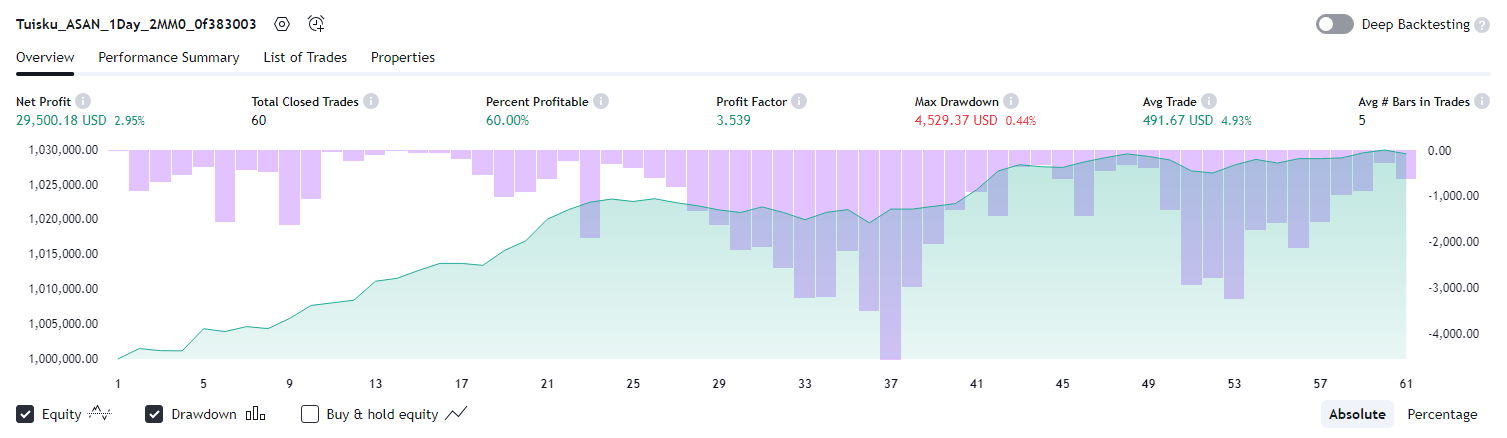 Tuisku_ASAN_1Day_2MM0_0f383003 Deep Backtesting ?
Overview Performance Summary List of Trades Properties
Net Profit i Total Closed Trades i Percent Profitable i Profit Factor i Max Drawdown i Avg Trade i Avg # Bars in Trades i
29,500.18 USD 2.95% 60 60.00% 3.539 4,529.37 USD 0.44% 491.67 USD 4.93% 5
1,030,000.00 0.00
1,025,000.00 -1,000.00
1,020,000.00 -2,000.00
1,015,000.00 -3,000.00
1,010,000.00 -4,000.00
1,005,000.00
1,000,000.00
1 5 9 13 17 21 25 29 33 37 41 45 49 53 57 61
Equity Drawdown Buy & hold equity Absolute Percentage